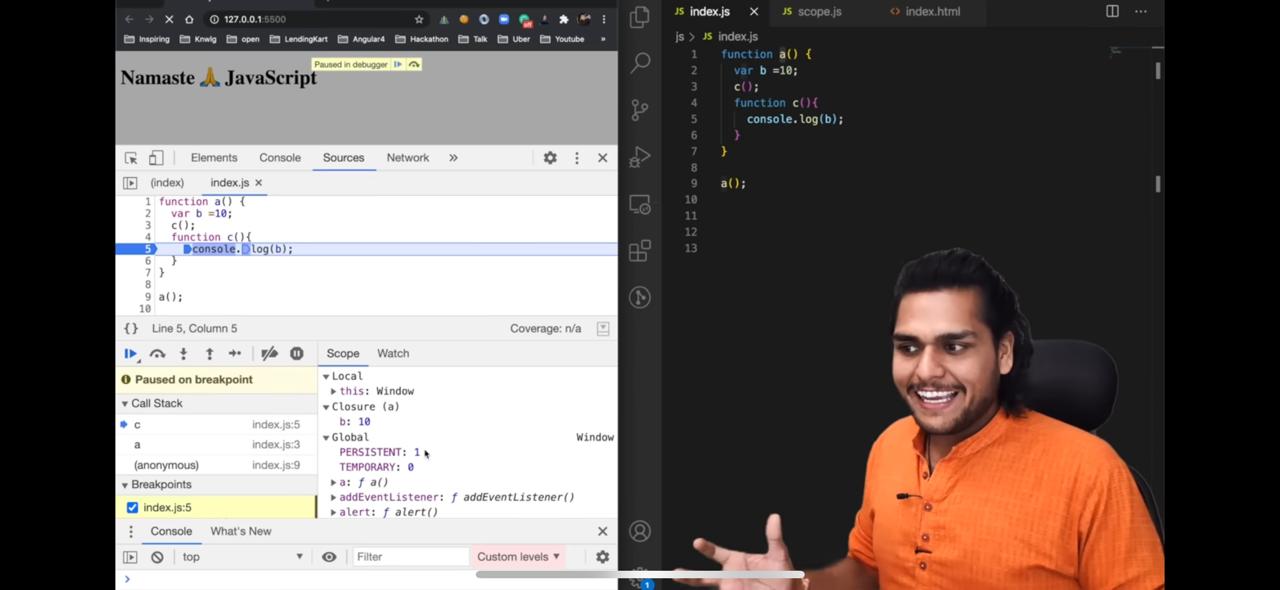 127.0.0.1:5500
Inspiring Knwlg open LendingKart Angular4 Hackathon Talk Uber Youtube »
Paused in debugger
Namaste 🙏 JavaScript
Elements Console Sources Network »
(index) index.js ×
1 function a() {
2 var b =10;
3 c();
4 function c(){
5 console.log(b);
6 }
7 }
8
9 a();
10
{} Line 5, Column 5 Coverage: n/a
Scope Watch
Paused on breakpoint
Call Stack
c index.js:5
a index.js:3
(anonymous) index.js:9
Breakpoints
index.js:5
Local
this: Window
Closure (a)
b: 10
Global Window
PERSISTENT: 1
TEMPORARY: 0
a: ƒ a()
addEventListener: ƒ addEventListener()
alert: ƒ alert()
Console What's New
top Filter Custom levels
>
JS index.js × JS scope.js <> index.html
js > JS index.js
1 function a() {
2 var b =10;
3 c();
4 function c(){
5 console.log(b);
6 }
7 }
8
9 a();
10
11
12
13
1